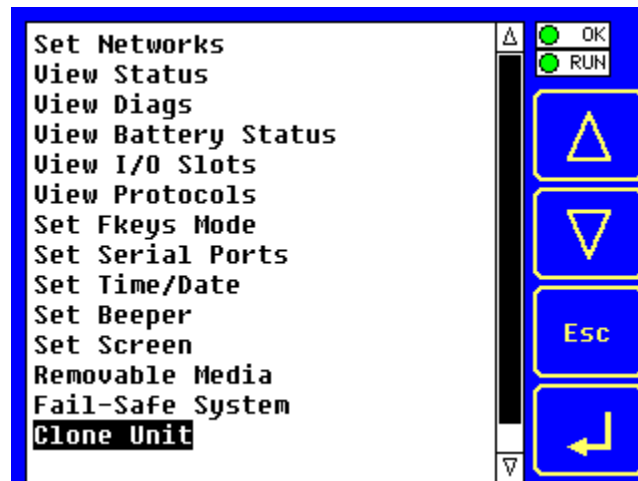 Set Networks
View Status
View Diags
View Battery Status
View I/O Slots
View Protocols
Set Fkeys Mode
Set Serial Ports
Set Time/Date
Set Beeper
Set Screen
Removable Media
Fail-Safe System
Clone Unit
OK
RUN
Esc